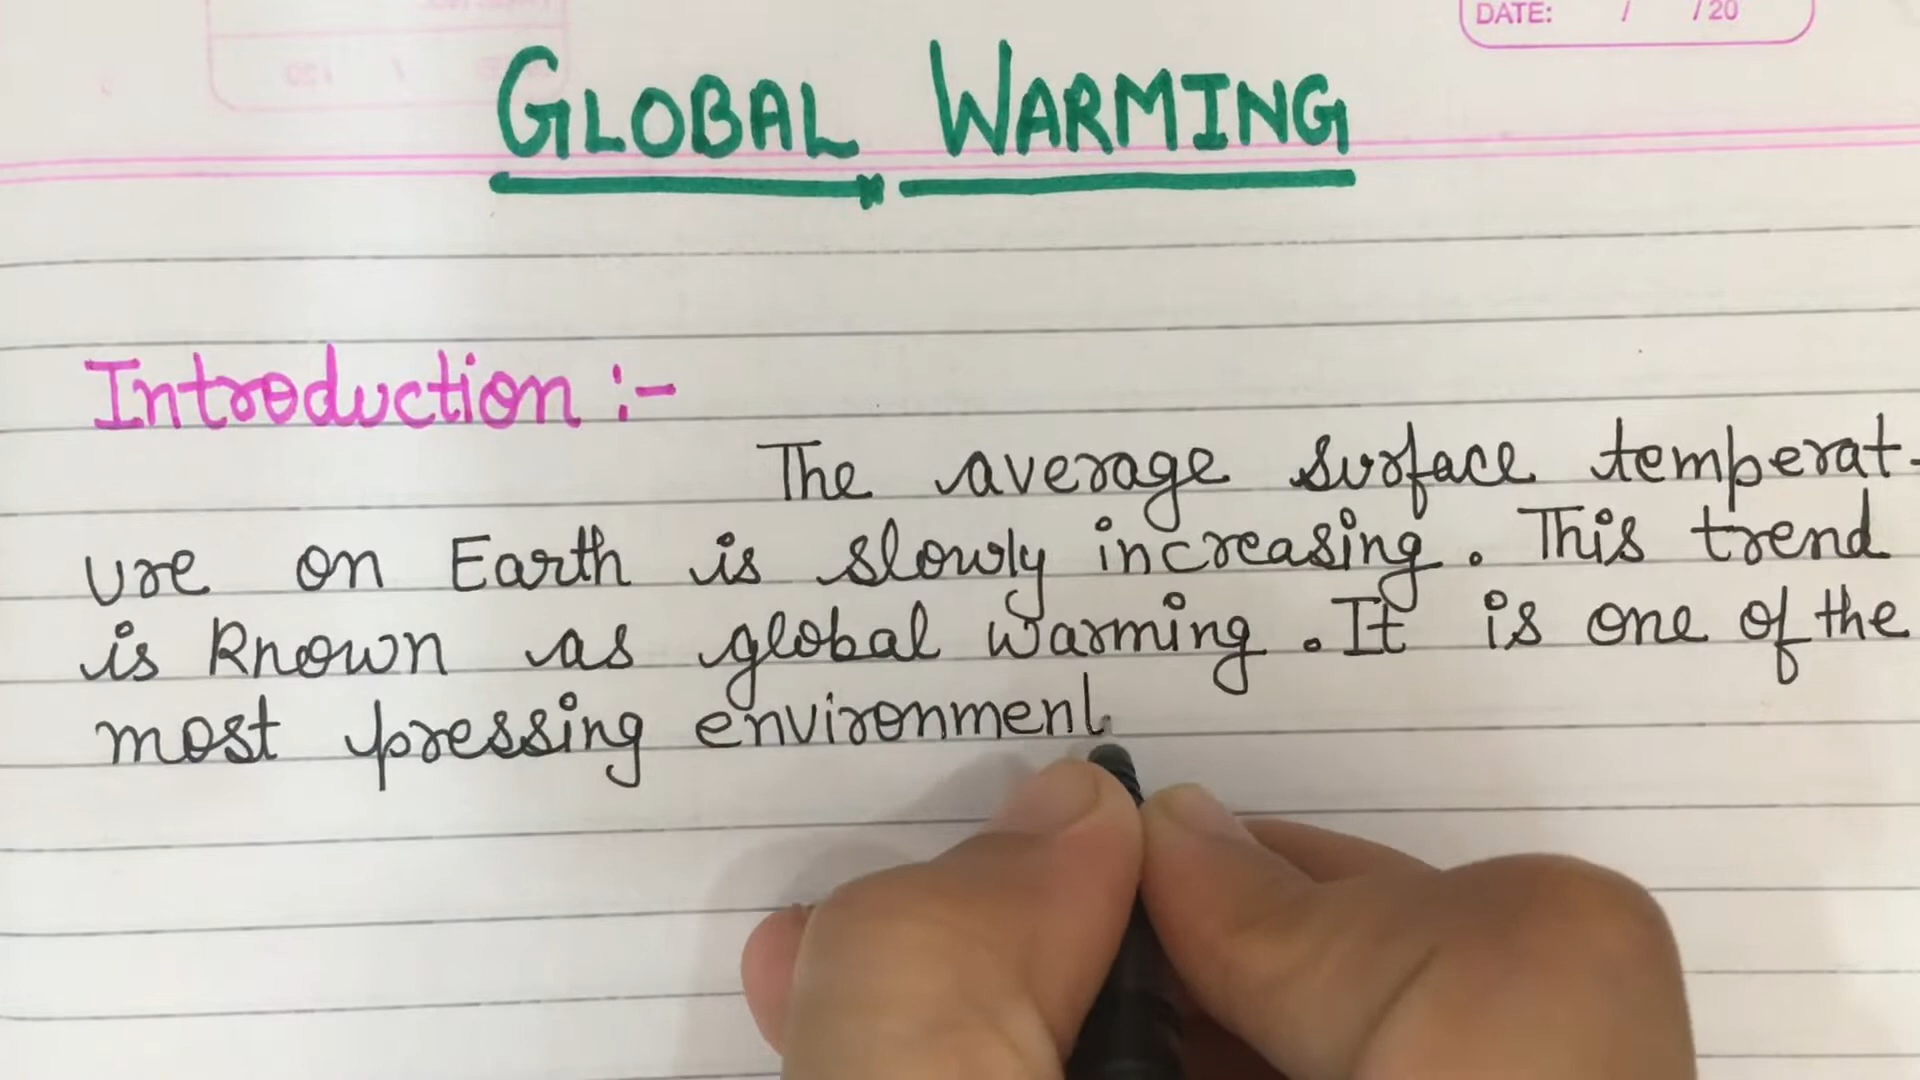 DATE: / /20
GLOBAL WARMING
Introduction :-
The average surface temperat-
ure on Earth is slowly increasing. This trend
is known as global warming. It is one of the
most pressing environment